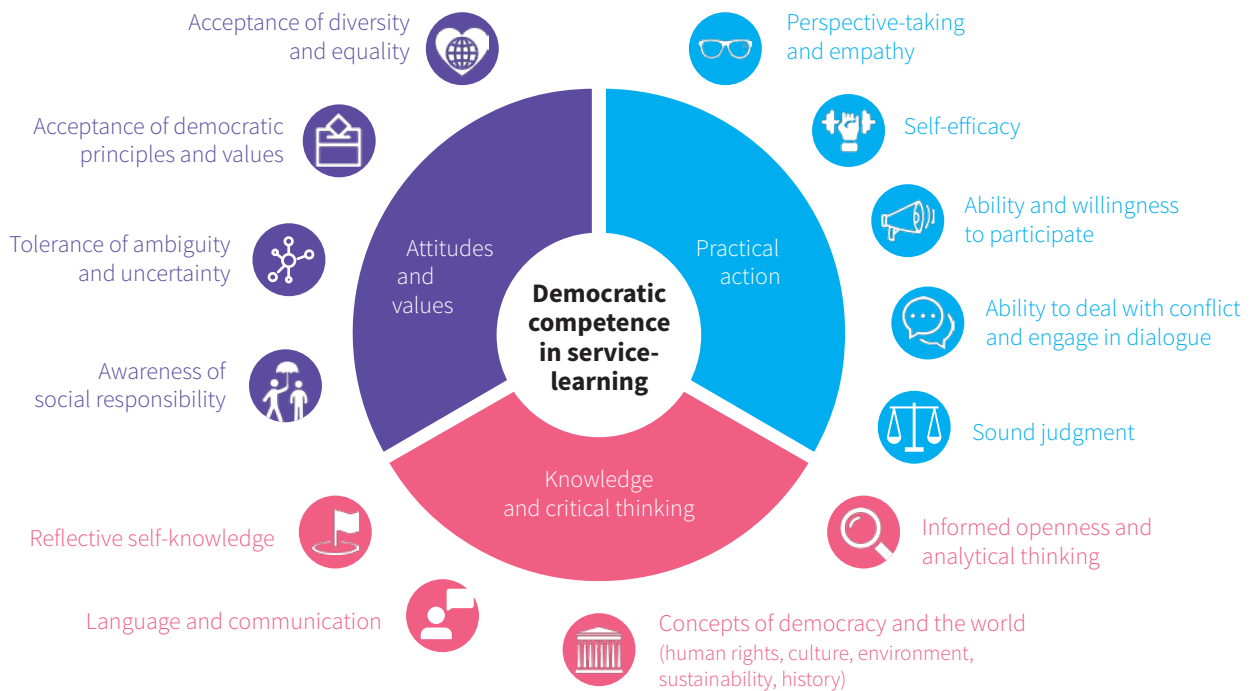 Acceptance of diversity
and equality
Acceptance of democratic
principles and values
Tolerance of ambiguity
and uncertainty
Awareness of
social responsibility
Attitudes
and
values
Democratic
competence
in service-
learning
Practical
action
Perspective-taking
and empathy
Self-efficacy
Ability and willingness
to participate
Ability to deal with conflict
and engage in dialogue
Sound judgment
Knowledge
and critical thinking
Reflective self-knowledge
Language and communication
Informed openness and
analytical thinking
Concepts of democracy and the world
(human rights, culture, environment,
sustainability, history)